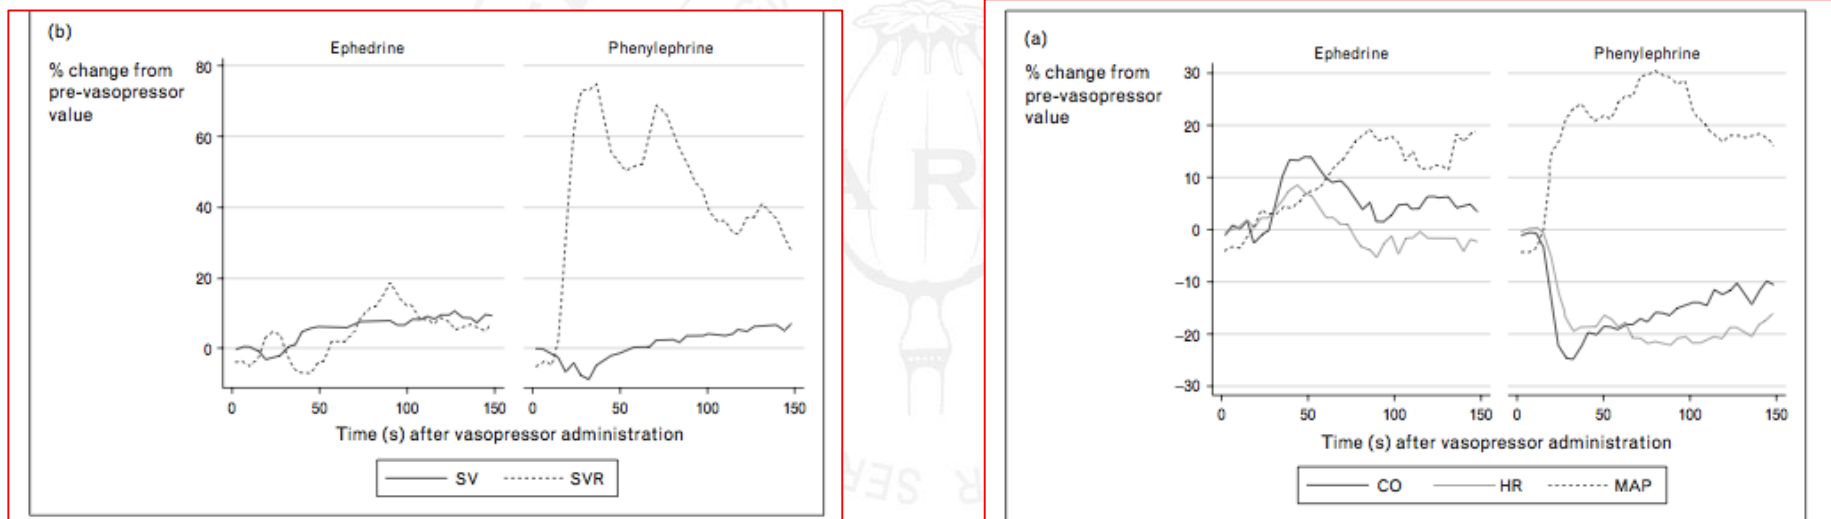 (b)
Ephedrine
Phenylephrine
% change from
pre-vasopressor
value
80
60
40
20
0
0
50
100
150
0
50
100
150
Time (s) after vasopressor administration
SV
SVR
(a)
Ephedrine
Phenylephrine
% change from
pre-vasopressor
value
30
20
10
0
−10
−20
−30
0
50
100
150
0
50
100
150
Time (s) after vasopressor administration
CO
HR
MAP
A R
R SER